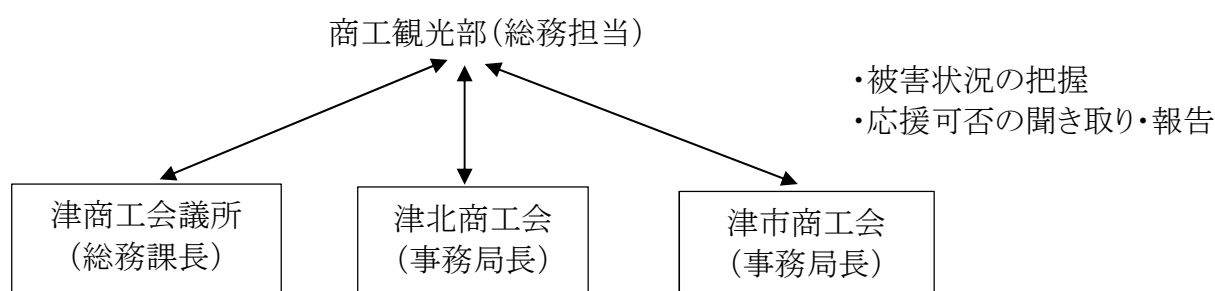 商工観光部(総務担当)
・被害状況の把握
・応援可否の聞き取り・報告
津商工会議所
(総務課長)
津北商工会
(事務局長)
津市商工会
(事務局長)